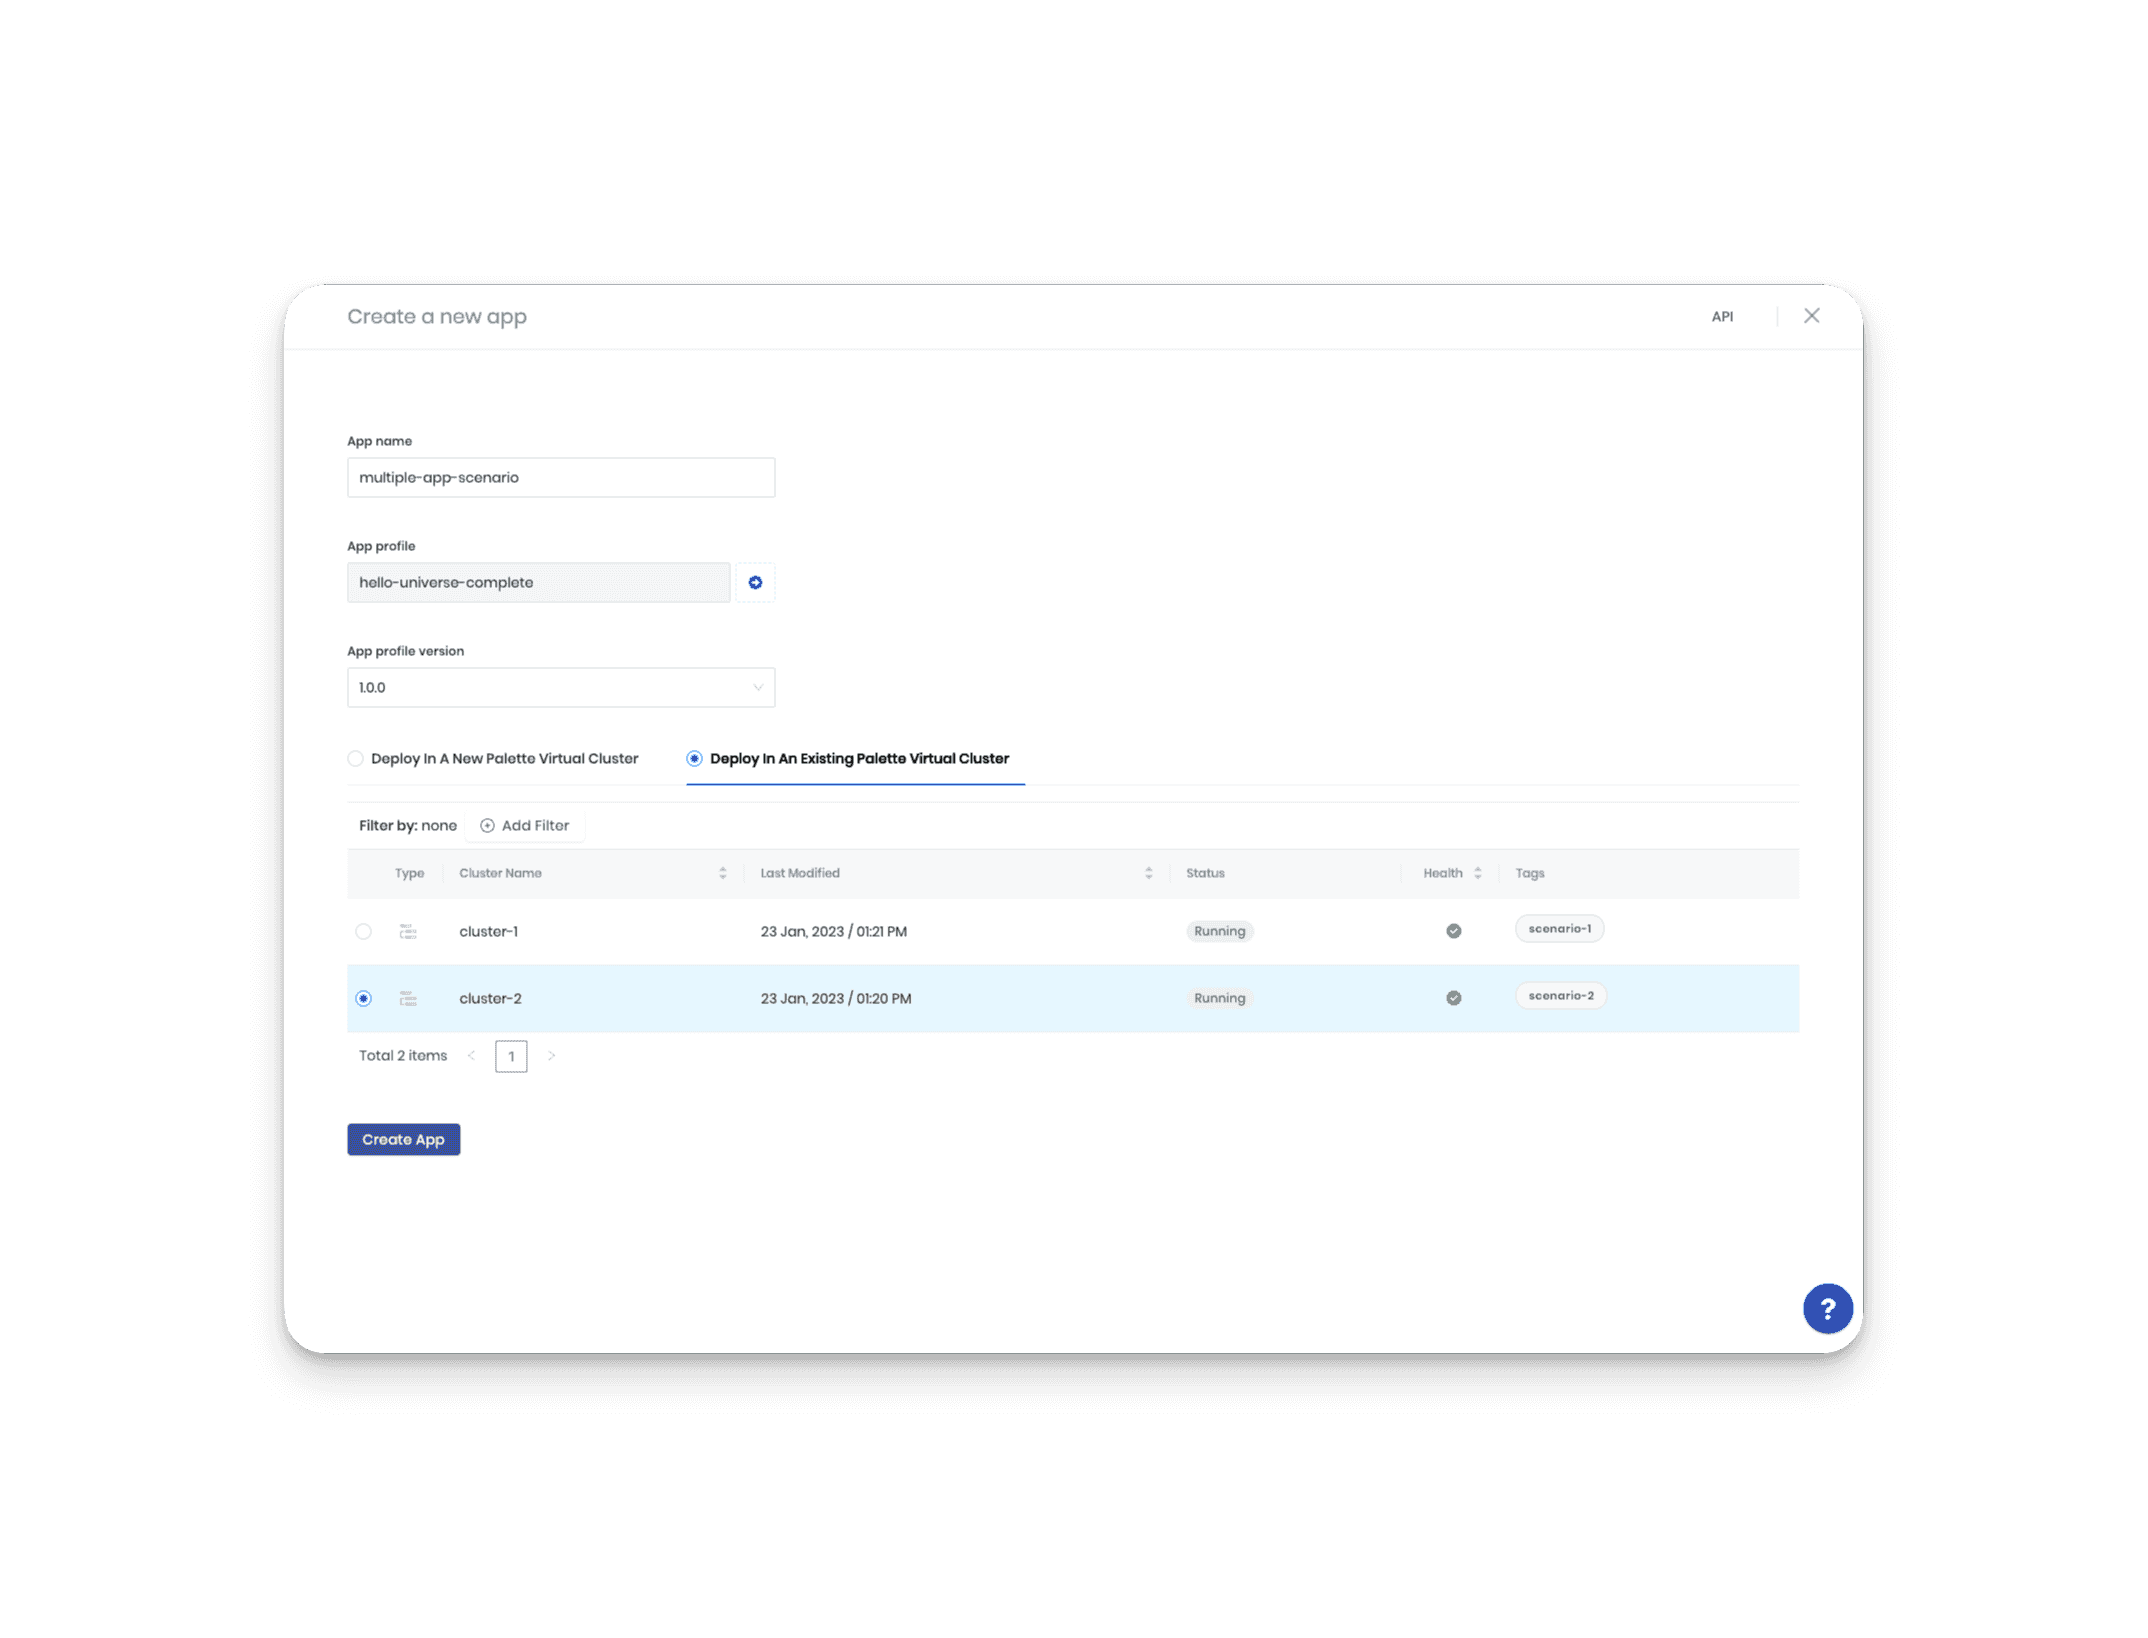 Create a new app
API
App name
multiple-app-scenario
App profile
hello-universe-complete
App profile version
1.0.0
Deploy In A New Palette Virtual Cluster
Deploy In An Existing Palette Virtual Cluster
Filter by: none
Add Filter
Type Cluster Name Last Modified Status Health Tags
cluster-1 23 Jan, 2023 / 01:21 PM Running scenario-1
cluster-2 23 Jan, 2023 / 01:20 PM Running scenario-2
Total 2 items < 1 >
Create App
?